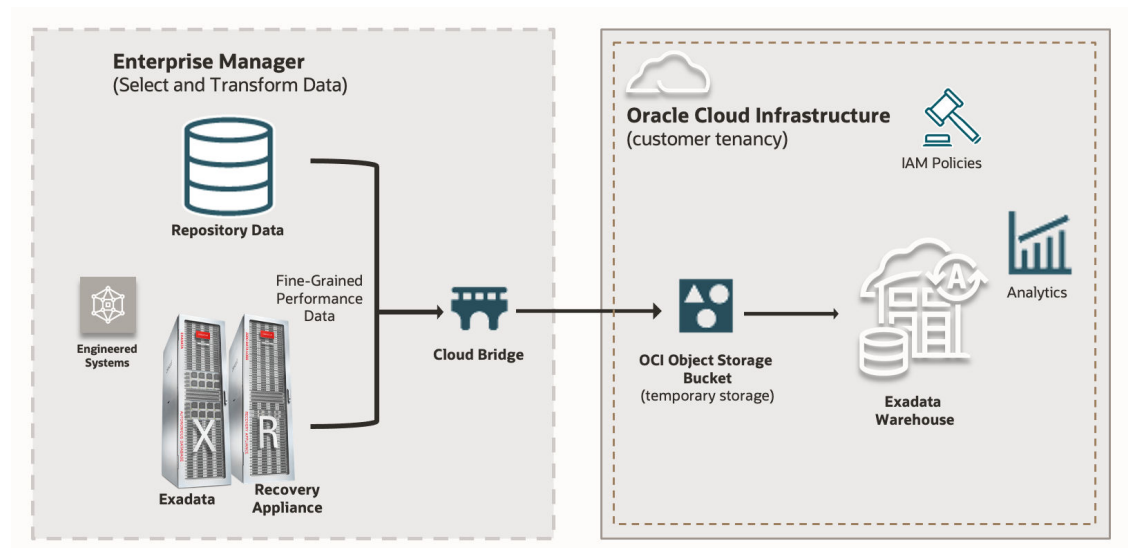 Enterprise Manager
(Select and Transform Data)
Repository Data
Fine-Grained
Performance
Data
Engineered
Systems
X
R
Exadata
Recovery
Appliance
Cloud Bridge
Oracle Cloud Infrastructure
(customer tenancy)
IAM Policies
Analytics
A
OCI Object Storage
Bucket
(temporary storage)
Exadata
Warehouse